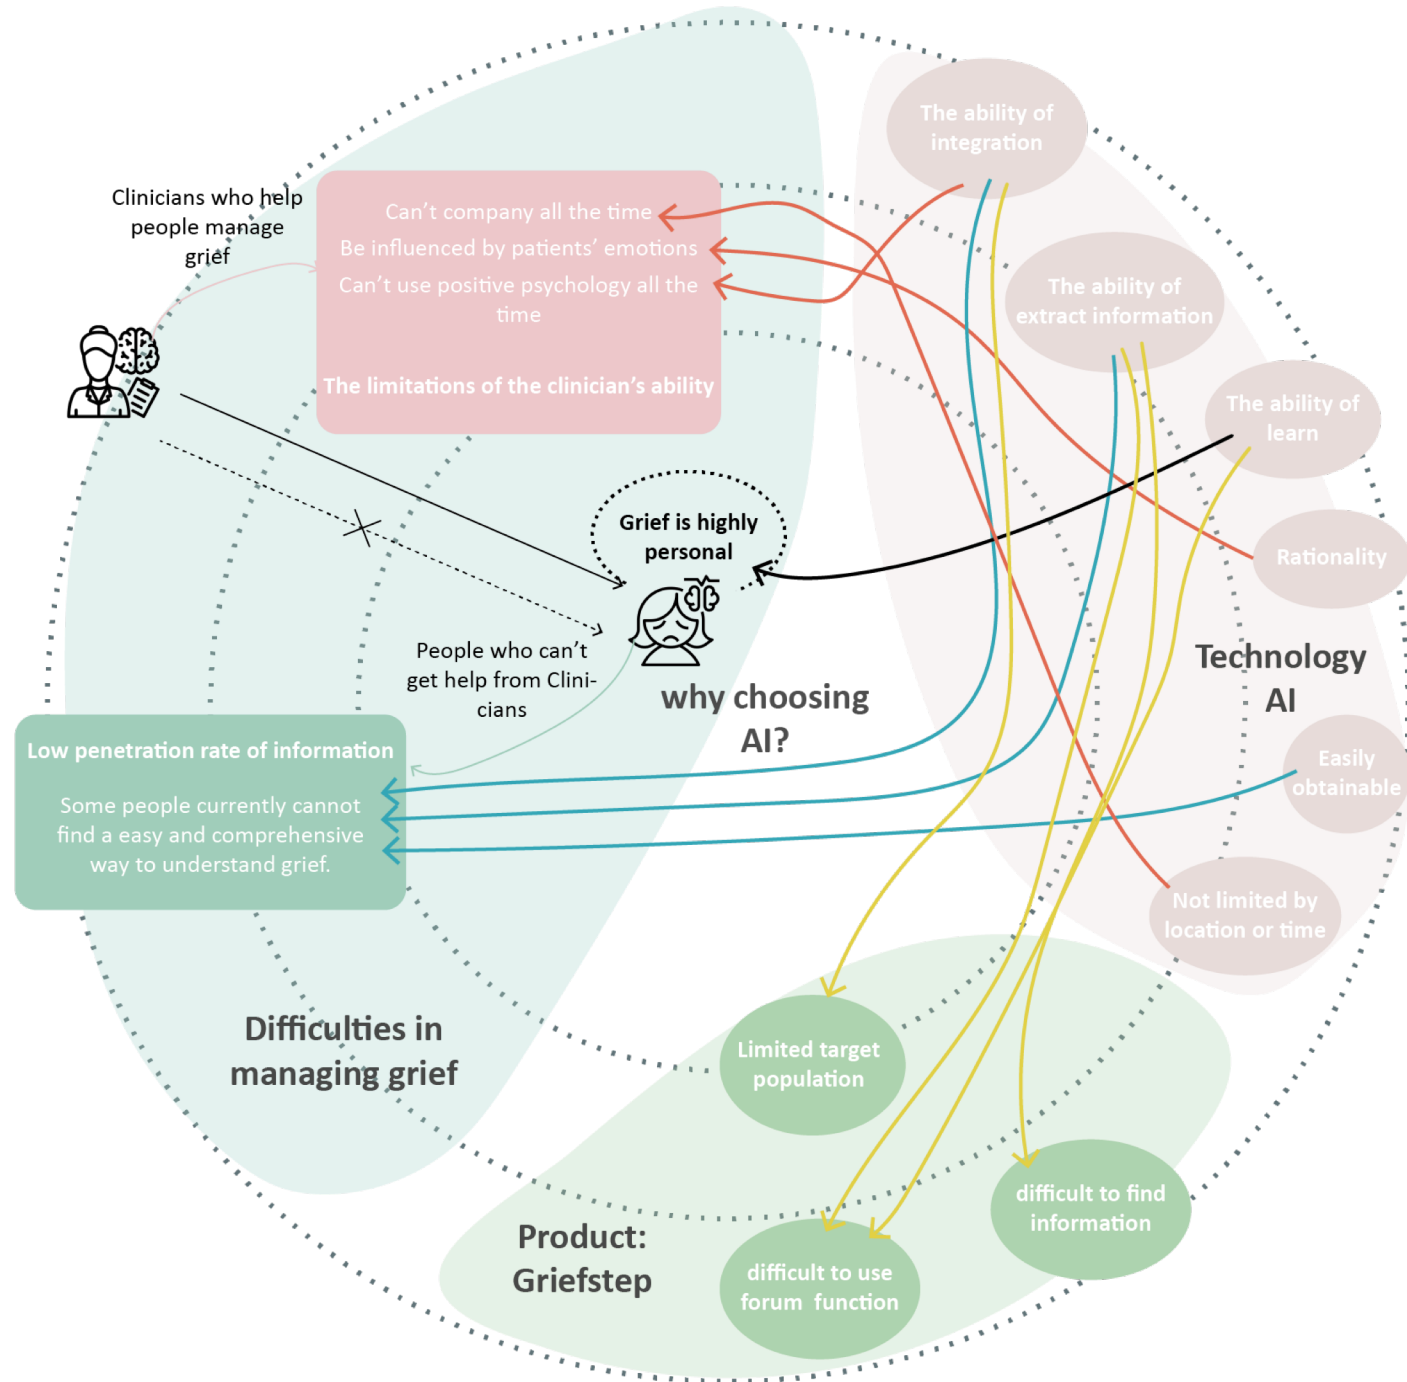 Clinicians who help
people manage
grief
Can't company all the time
Be influenced by patients' emotions
Can't use positive psychology all the
time
The limitations of the clinician's ability
Grief is highly
personal
People who can't
get help from Clini-
cians
why choosing
AI?
Low penetration rate of information
Some people currently cannot
find a easy and comprehensive
way to understand grief.
Difficulties in
managing grief
The ability of
integration
The ability of
extract information
The ability of
learn
Rationality
Technology
AI
Easily
obtainable
Not limited by
location or time
Limited target
population
difficult to find
information
Product:
Griefstep
difficult to use
forum function